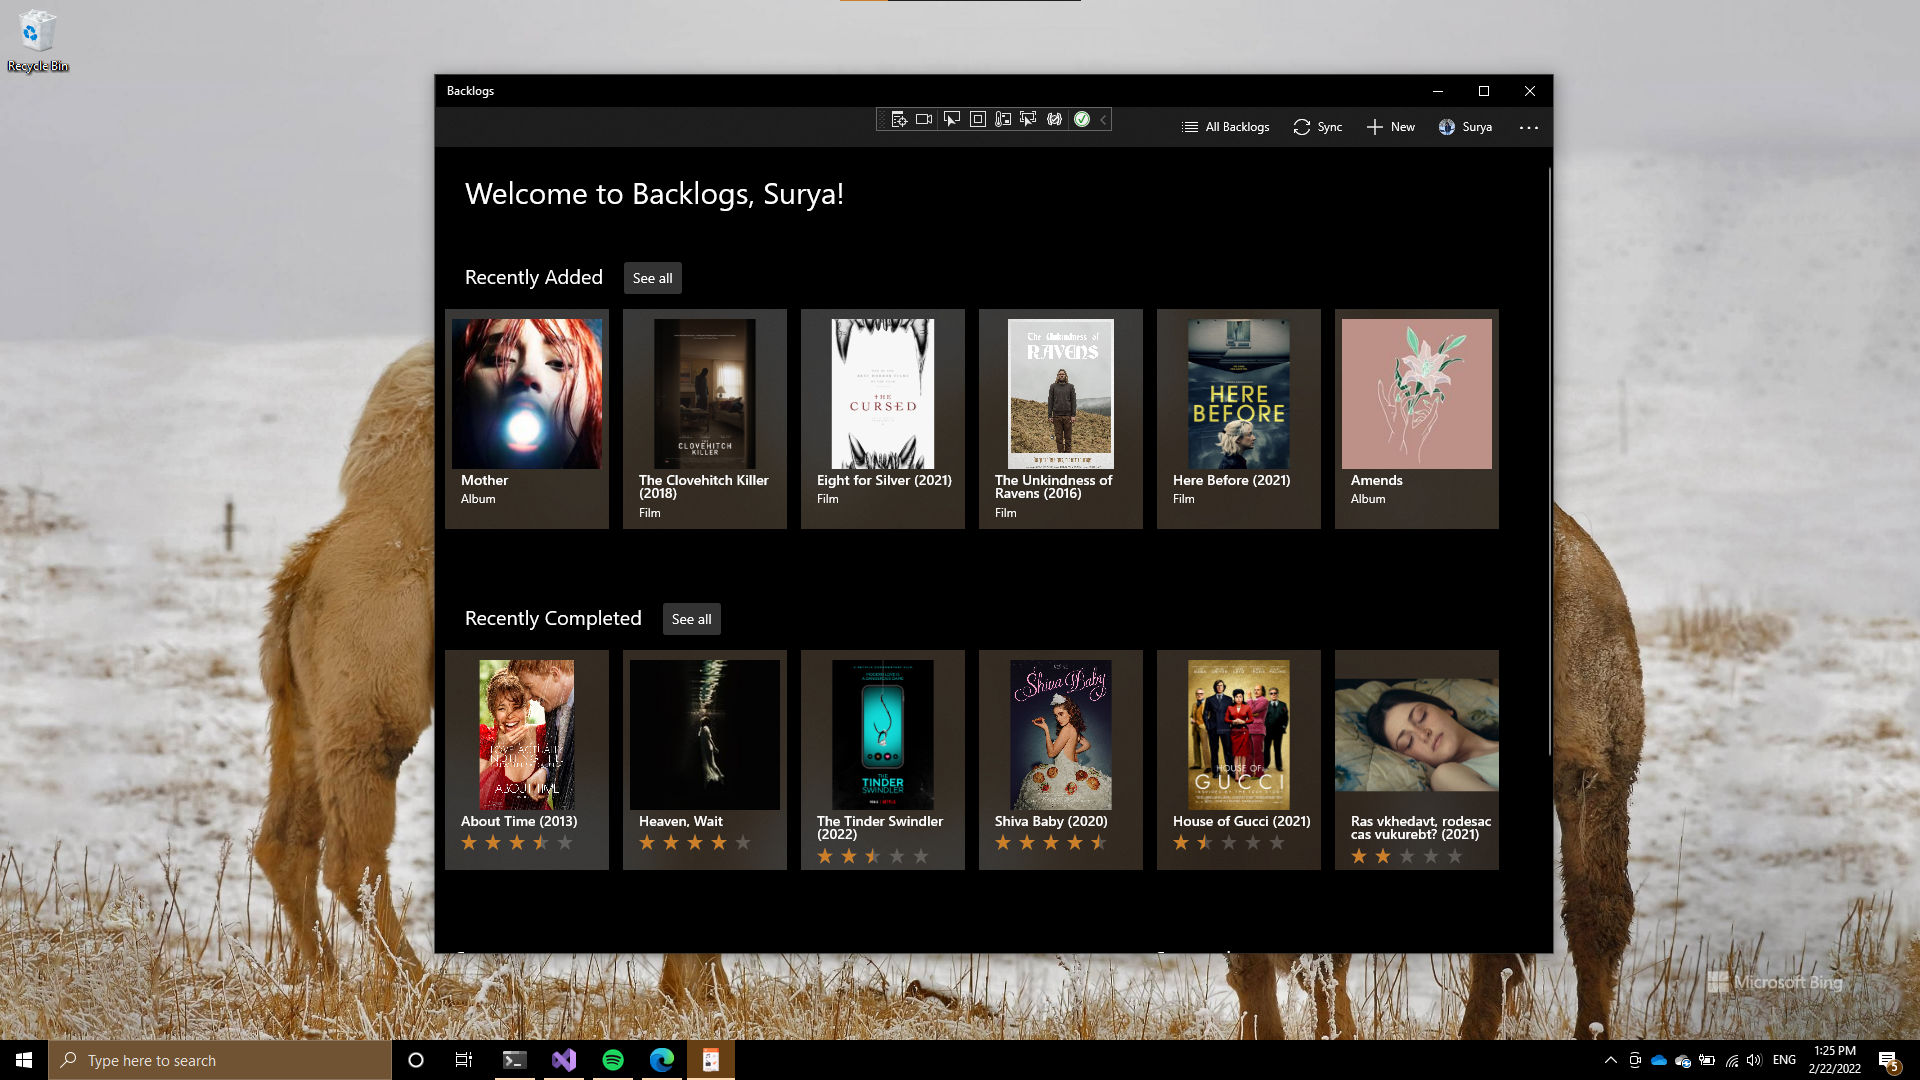 Recycle Bin
Backlogs
All Backlogs
Sync
New
Surya
Welcome to Backlogs, Surya!
Recently Added
See all
THE CLOVEHITCH KILLER
THE CURSED
The Unkindness of
RAVENS
HERE
BEFORE
Mother
Album
The Clovehitch Killer
(2018)
Film
Eight for Silver (2021)
Film
The Unkindness of
Ravens (2016)
Film
Here Before (2021)
Film
Amends
Album
Recently Completed
See all
ABOUT TIME
THE
TINDER
SWINDLER
Shiva Baby
HOUSE OF
GUCCI
About Time (2013)
Heaven, Wait
The Tinder Swindler
(2022)
Shiva Baby (2020)
House of Gucci (2021)
Ras vkhedavt, rodesac
cas vukurebt? (2021)
Microsoft Bing
Type here to search
ENG
1:25 PM
2/22/2022
5